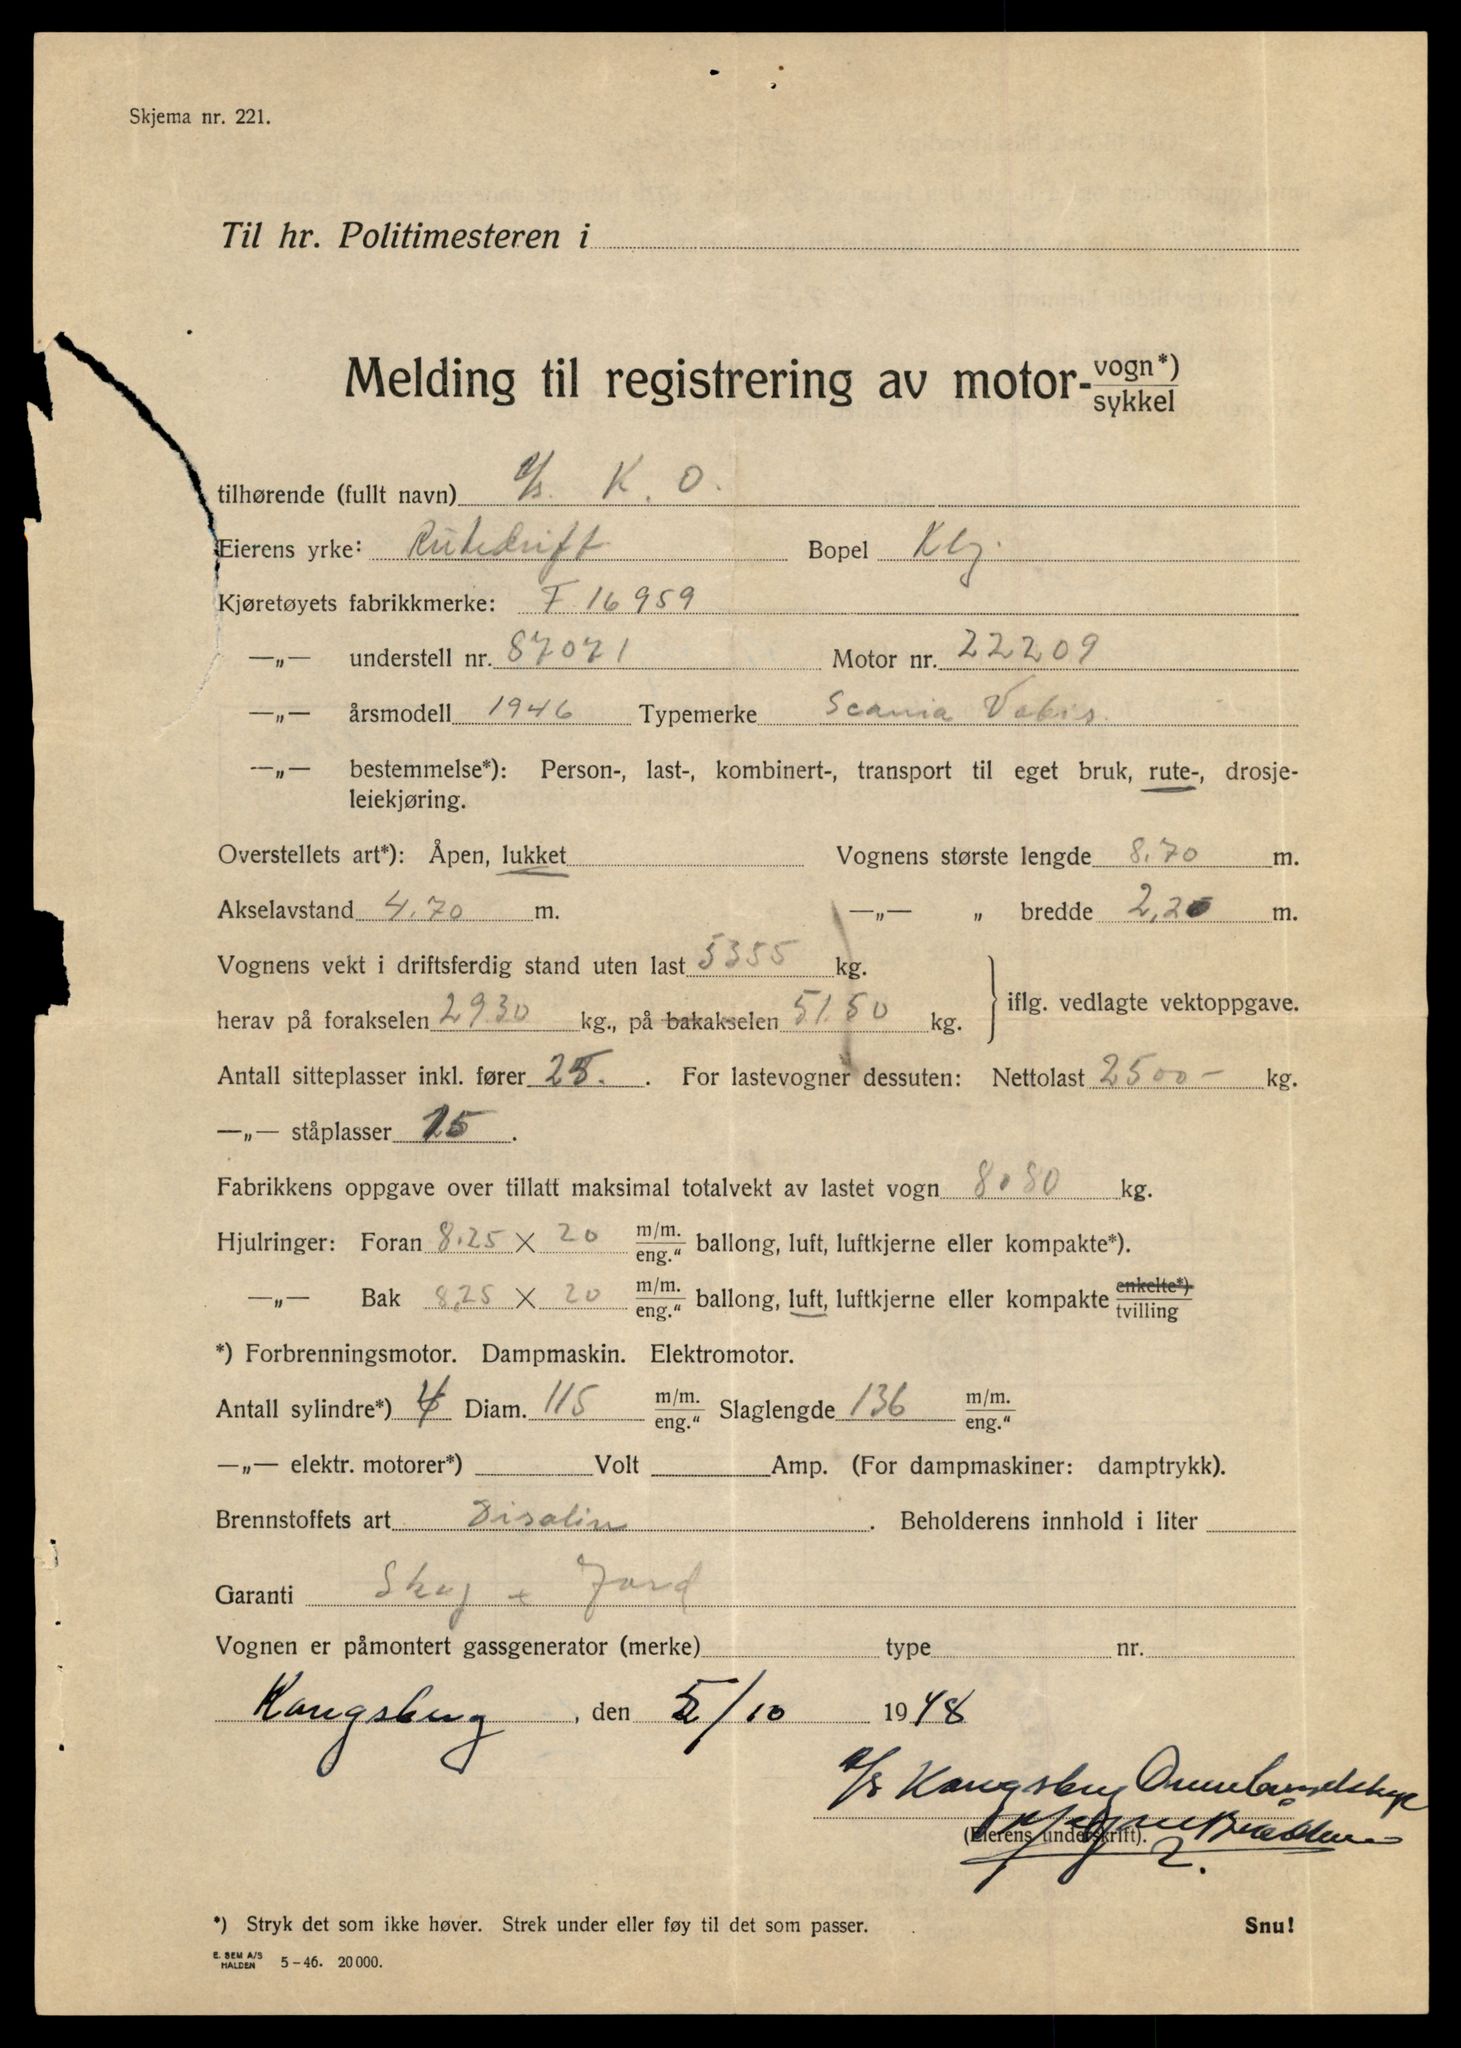 Skjema nr. 221.
Til hr. Politimesteren i
Melding til registrering av motor- vogn*) / sykkel
tilhørende (fullt navn) A/S. K. O.
Eierens yrke: Rutedrift Bopel Kbg.
Kjøretøyets fabrikkmerke: F 16959
—„— understell nr. 87071 Motor nr. 22209
—„— årsmodell 1946 Typemerke Scania Vabis.
—„— bestemmelse*): Person-, last-, kombinert-, transport til eget bruk, rute-, drosje-
leiekjøring.
Overstellets art*): Åpen, lukket Vognens største lengde 8.70 m.
Akselavstand 4.70 m. —„— „ bredde 2,20 m.
Vognens vekt i driftsferdig stand uten last 5355 kg.
herav på forakselen 2930 kg., på bakakselen 5150 kg. iflg. vedlagte vektoppgave.
Antall sitteplasser inkl. fører 25. . For lastevogner dessuten: Nettolast 2500- kg.
—„— ståplasser 15 .
Fabrikkens oppgave over tillatt maksimal totalvekt av lastet vogn 8080 kg.
Hjulringer: Foran 8.25 × 20 m/m. / eng.“ ballong, luft, luftkjerne eller kompakte*).
—„— Bak 8,25 × 20 m/m. / eng.“ ballong, luft, luftkjerne eller kompakte enkelte*) / tvilling
*) Forbrenningsmotor. Dampmaskin. Elektromotor.
Antall sylindre*) Diam. 115 m/m. / eng.“ Slaglengde 136 m/m. / eng.“
—„— elektr. motorer*) Volt Amp. (For dampmaskiner: damptrykk).
Brennstoffets art Disolin . Beholderens innhold i liter
Garanti Skog + Jord
Vognen er påmontert gassgenerator (merke) type nr.
Kongsberg, den 5/10 1948
A/S Kongsberg Omnibusselskap
(Eierens underskrift).
*) Stryk det som ikke høver. Strek under eller føy til det som passer. Snu!
E. SEM A/S HALDEN 5-46. 20 000.